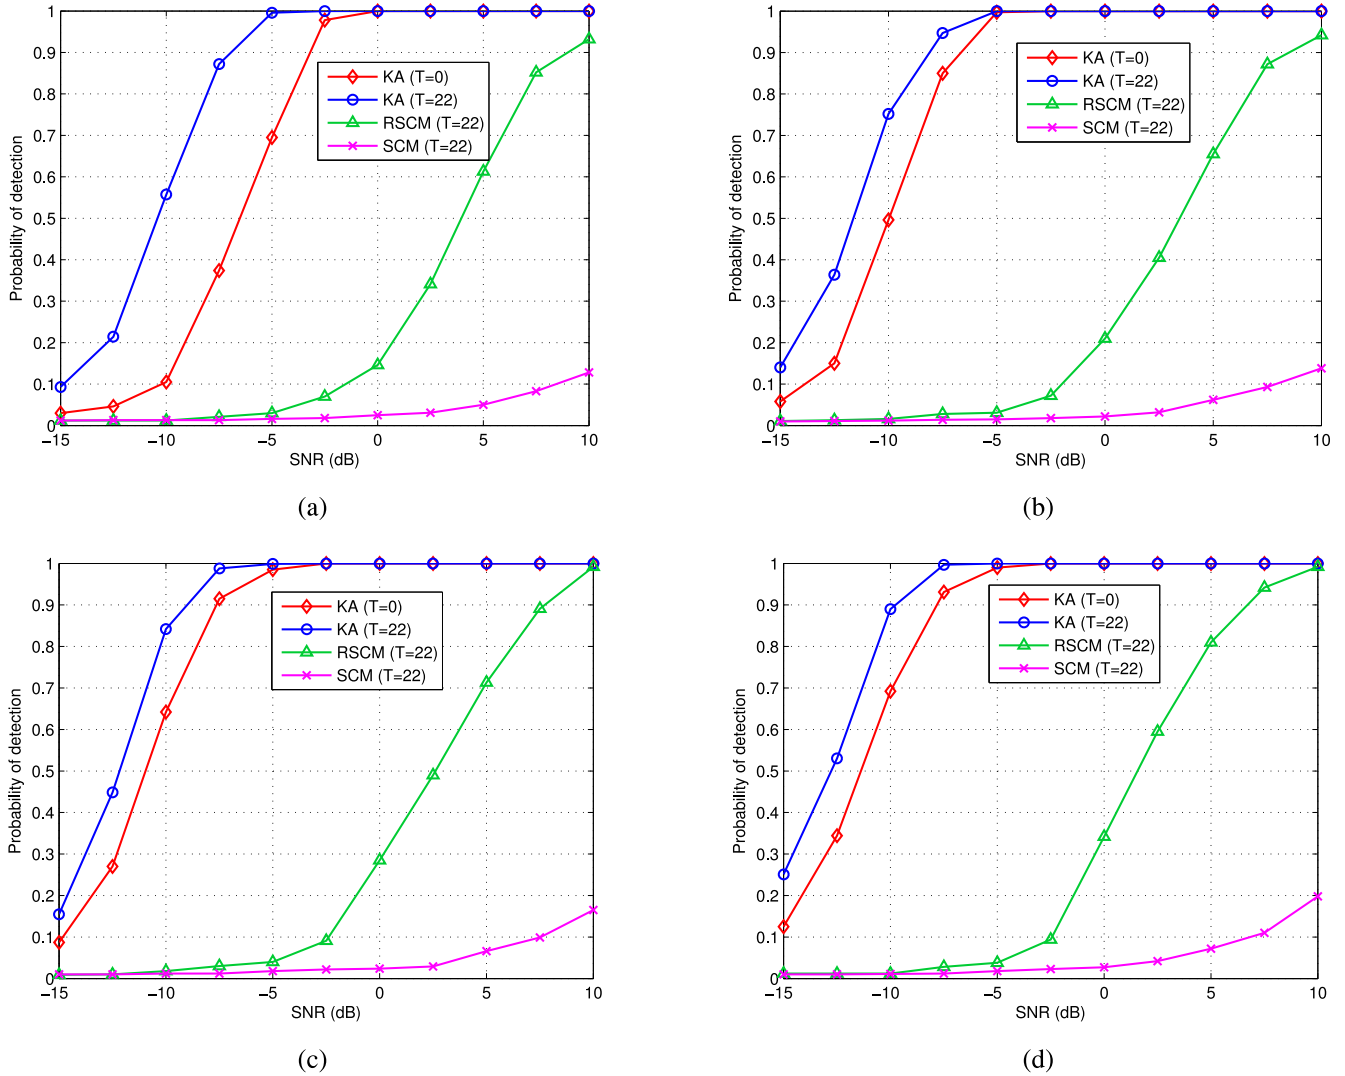 1
0.9
0.8
0.7
0.6
0.5
0.4
0.3
0.2
0.1
0
Probability of detection
KA (T=0)
KA (T=22)
RSCM (T=22)
SCM (T=22)
−15 −10 −5 0 5 10
SNR (dB)
(a)
1
0.9
0.8
0.7
0.6
0.5
0.4
0.3
0.2
0.1
0
Probability of detection
KA (T=0)
KA (T=22)
RSCM (T=22)
SCM (T=22)
−15 −10 −5 0 5 10
SNR (dB)
(b)
1
0.9
0.8
0.7
0.6
0.5
0.4
0.3
0.2
0.1
0
Probability of detection
KA (T=0)
KA (T=22)
RSCM (T=22)
SCM (T=22)
−15 −10 −5 0 5 10
SNR (dB)
(c)
1
0.9
0.8
0.7
0.6
0.5
0.4
0.3
0.2
0.1
0
Probability of detection
KA (T=0)
KA (T=22)
RSCM (T=22)
SCM (T=22)
−15 −10 −5 0 5 10
SNR (dB)
(d)